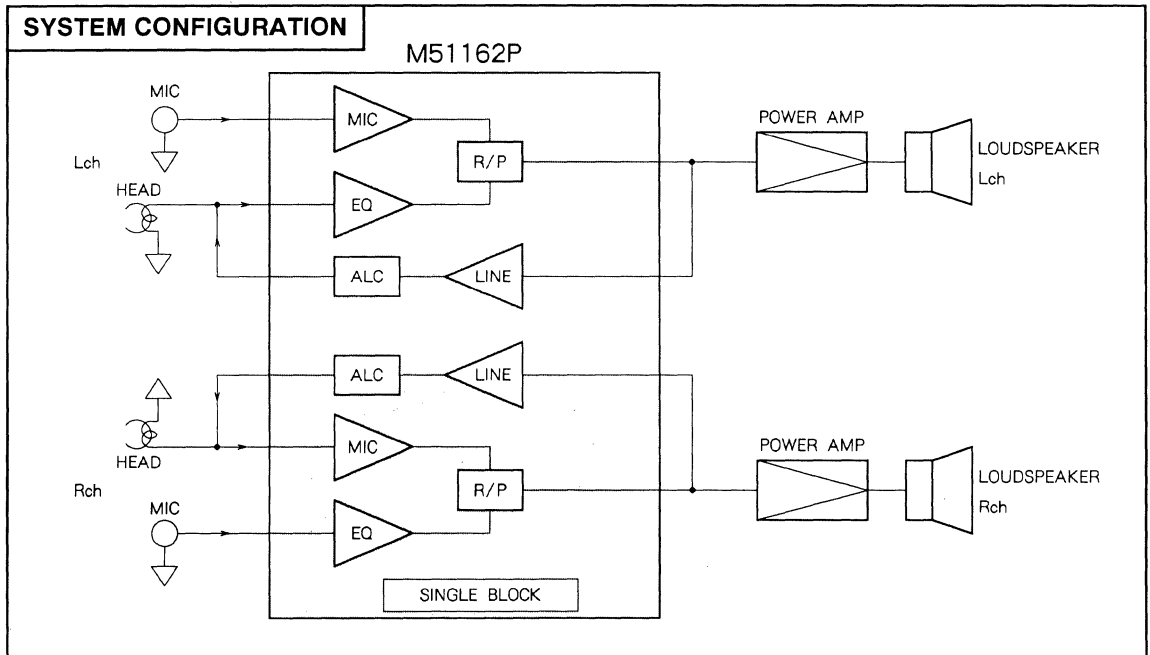 SYSTEM CONFIGURATION
M51162P
MIC
MIC
POWER AMP
R/P
LOUDSPEAKER
Lch
Lch
HEAD
EQ
ALC
LINE
ALC
LINE
HEAD
MIC
POWER AMP
R/P
LOUDSPEAKER
Rch
Rch
MIC
EQ
SINGLE BLOCK